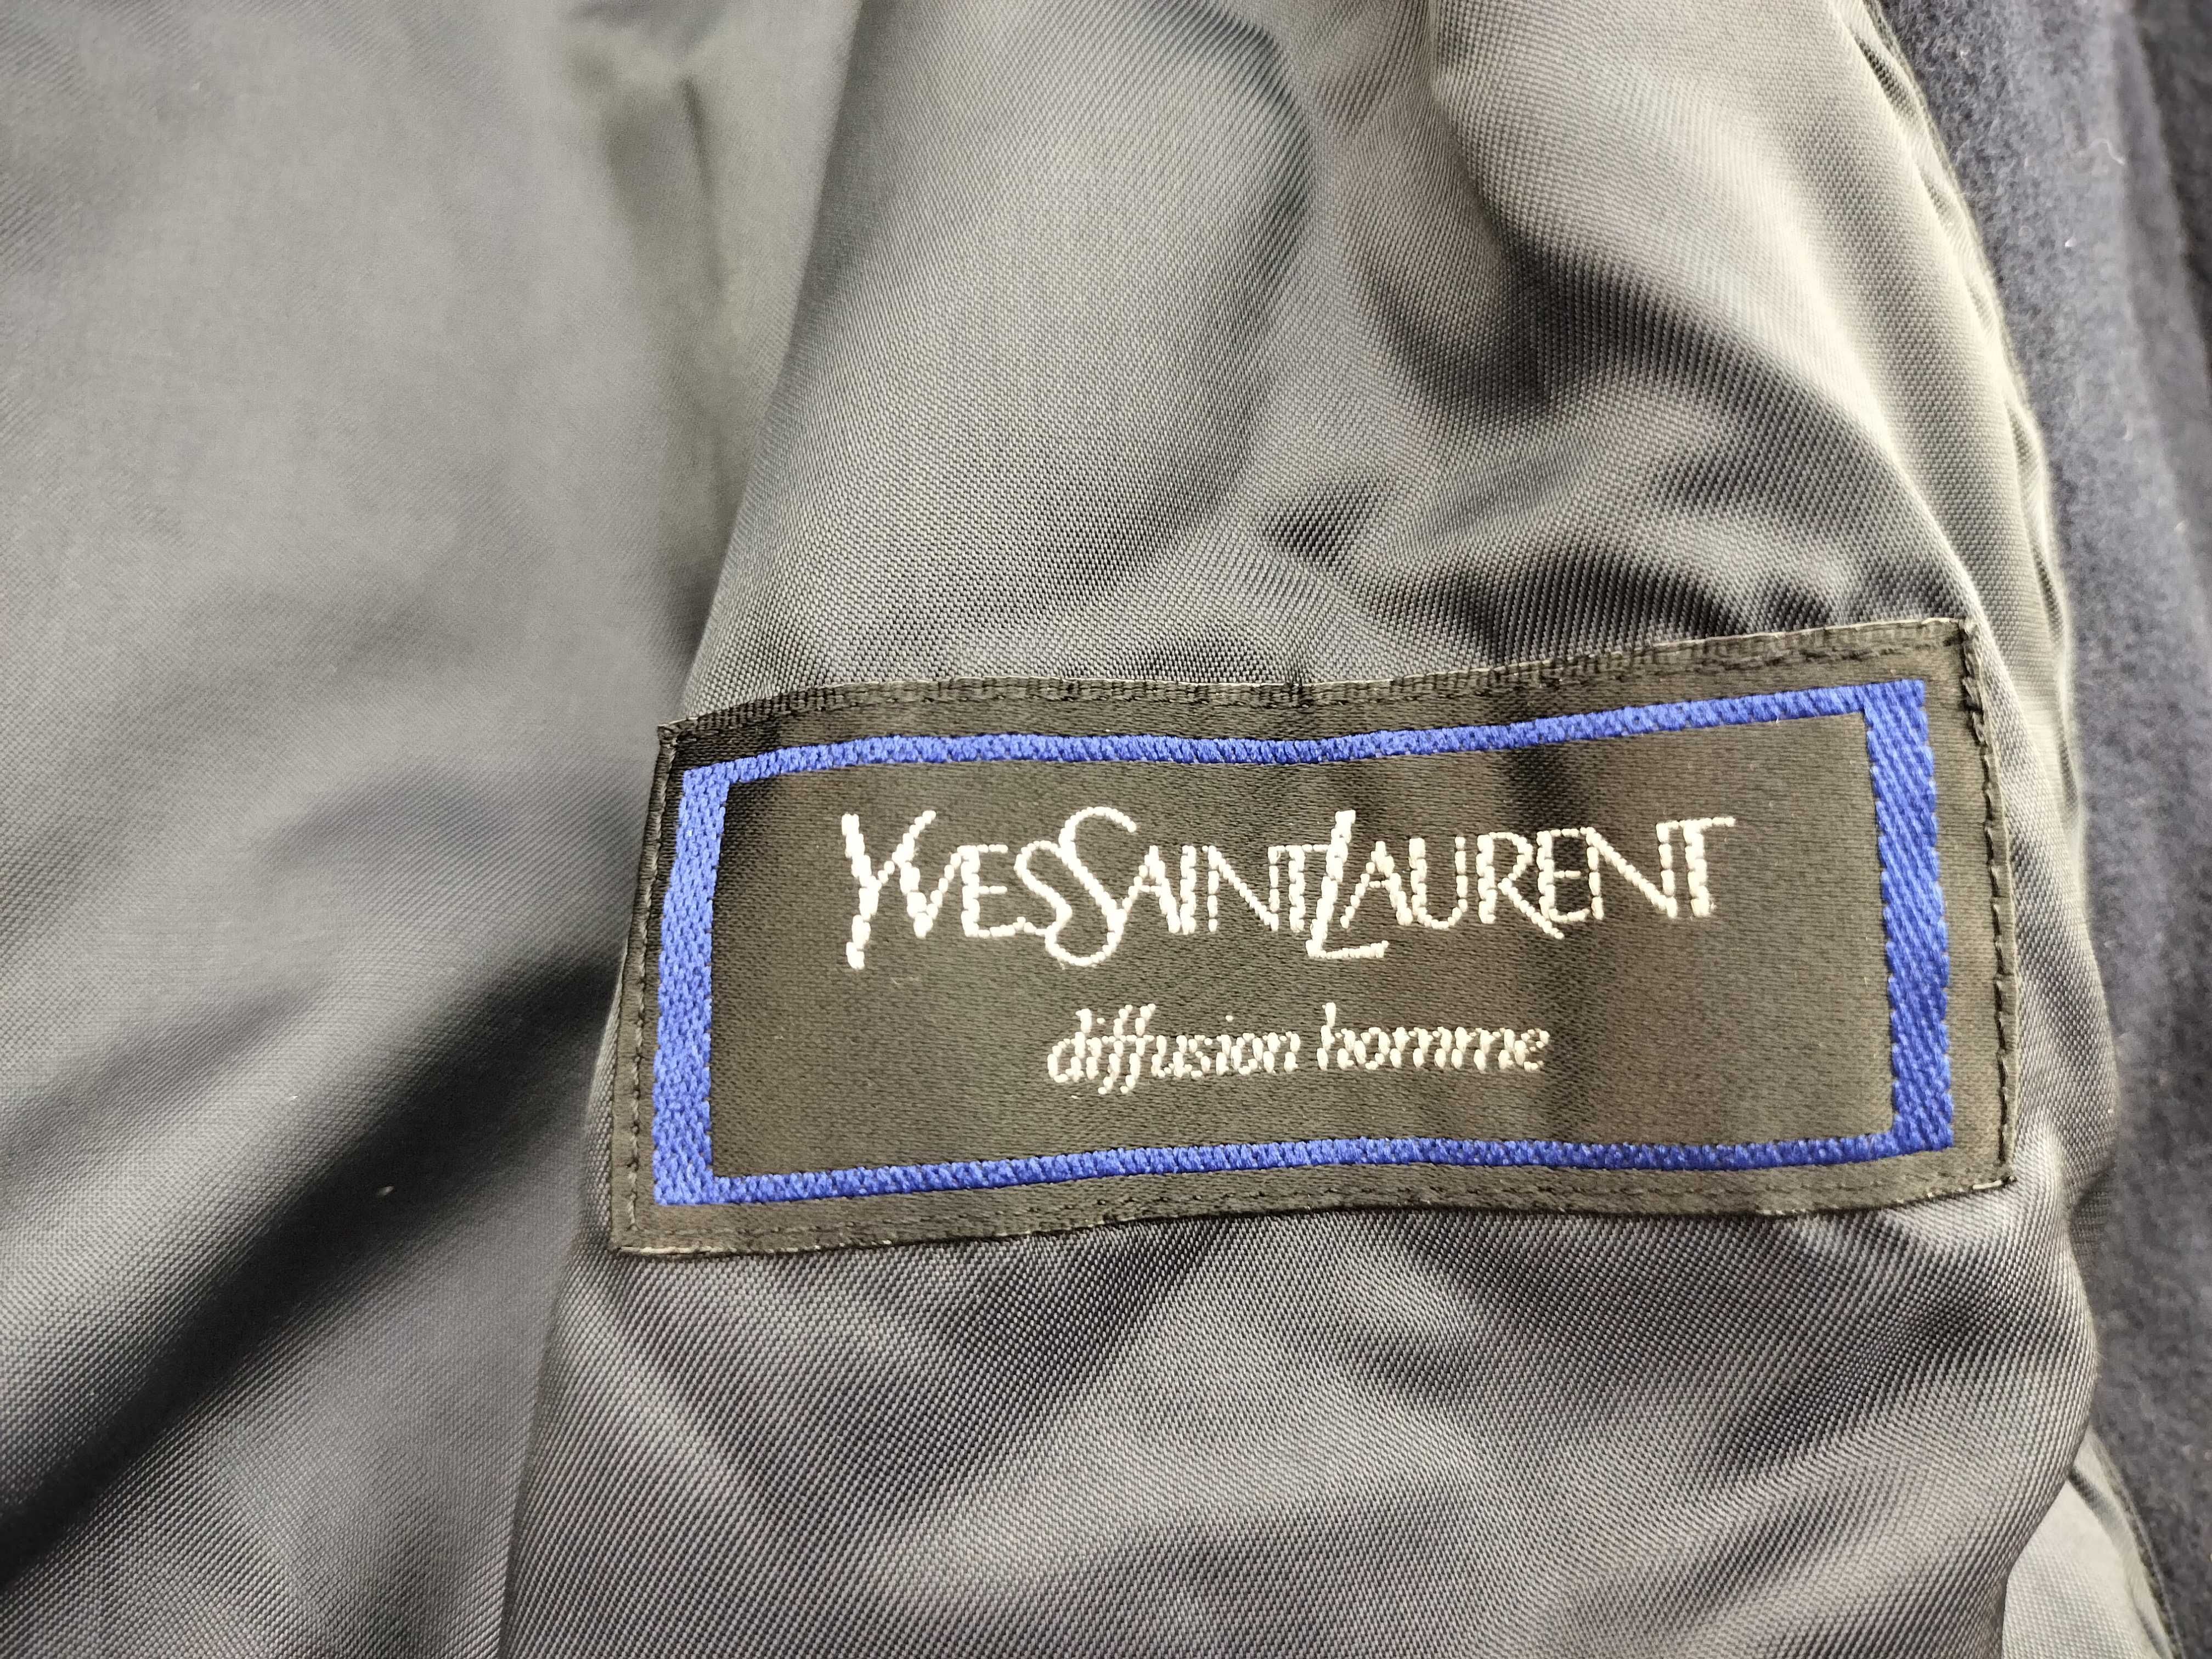 YVESSAINTLAURENT
diffusion homme